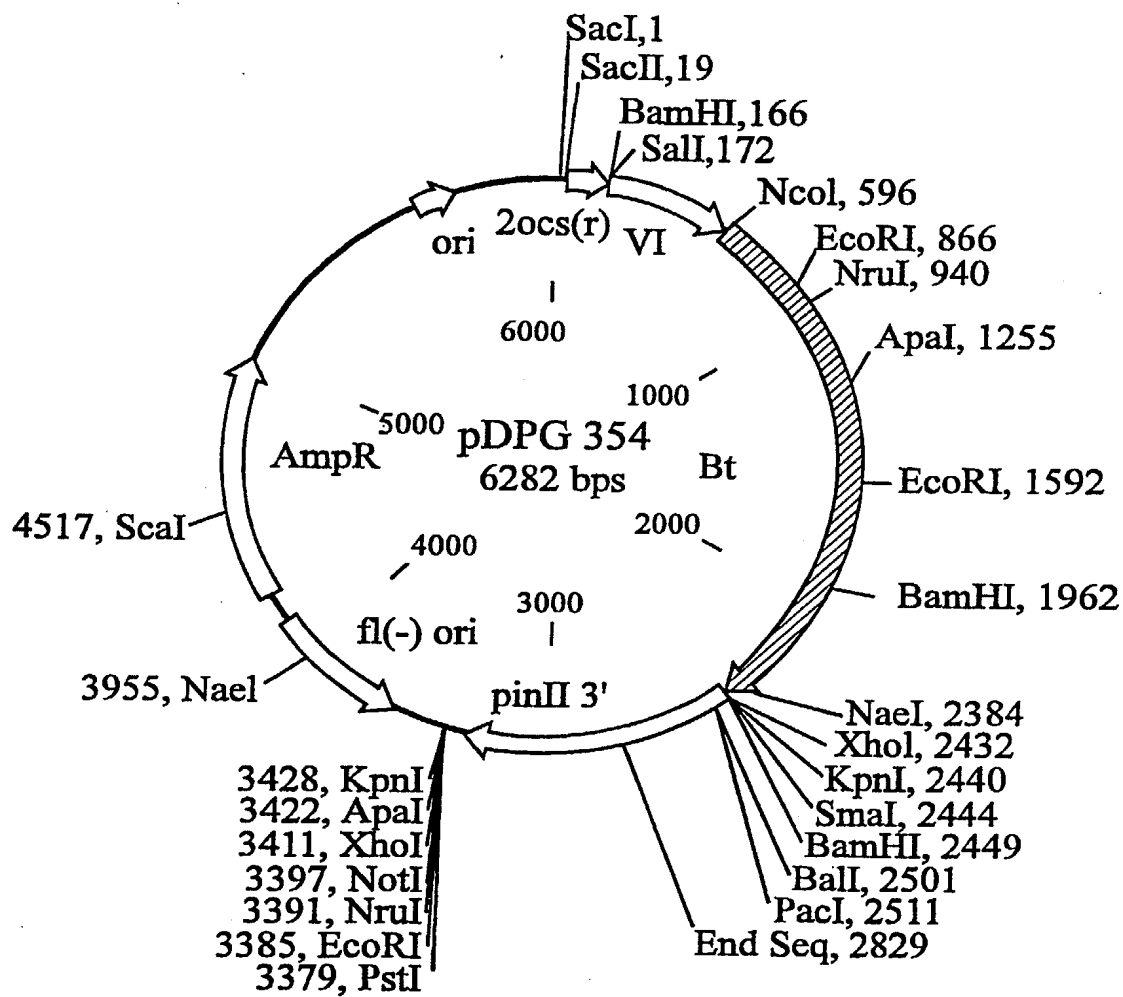 SacI,1
SacII,19
BamHI,166
SalI,172
NcoI, 596
EcoRI, 866
NruI, 940
ApaI, 1255
EcoRI, 1592
BamHI, 1962
NaeI, 2384
XhoI, 2432
KpnI, 2440
SmaI, 2444
BamHI, 2449
BalI, 2501
PacI, 2511
End Seq, 2829
3379, PstI
3385, EcoRI
3391, NruI
3397, NotI
3411, XhoI
3422, ApaI
3428, KpnI
3955, NaeI
4517, ScaI
ori
2ocs(r)
VI
6000
1000
5000
pDPG 354
6282 bps
AmpR
Bt
2000
4000
3000
fl(-) ori
pinII 3'